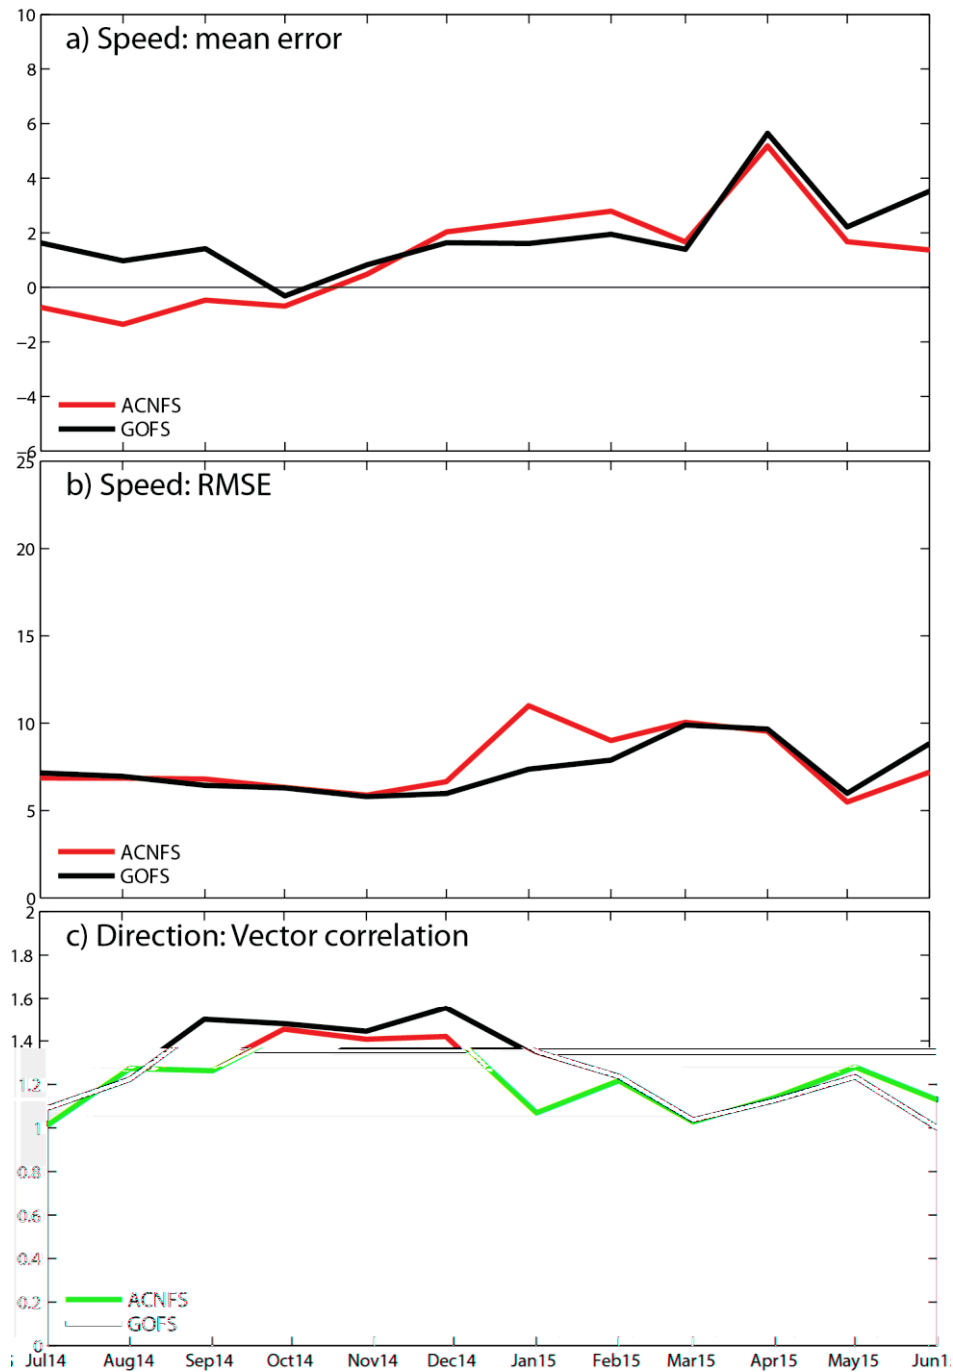 10
a) Speed: mean error
8
6
4
2
0
−2
−4
ACNFS
GOFS
−6
25
b) Speed: RMSE
20
15
10
5
ACNFS
GOFS
0
2
c) Direction: Vector correlation
1.8
1.6
1.4
1.2
1
0.8
0.6
0.4
0.2
ACNFS
GOFS
0
Jul14 Aug14 Sep14 Oct14 Nov14 Dec14 Jan15 Feb15 Mar15 Apr15 May15 Jun1